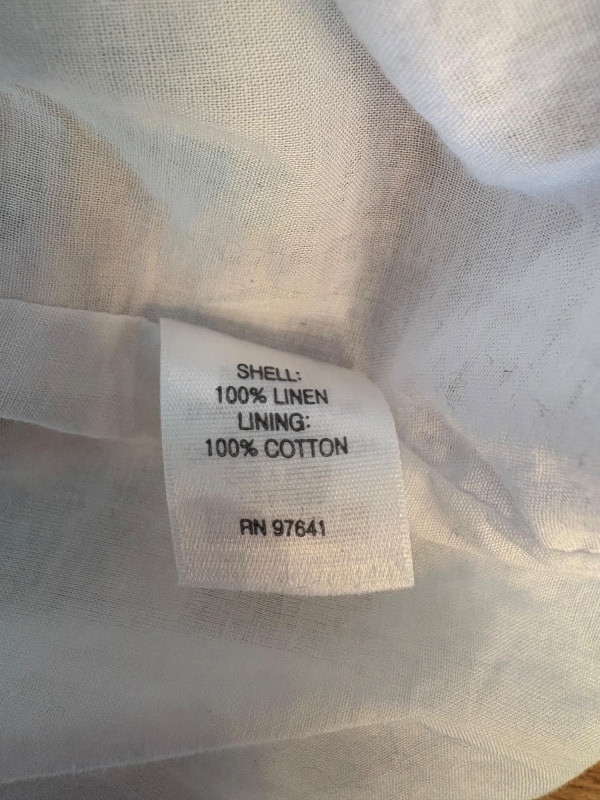 SHELL:
100% LINEN
LINING:
100% COTTON
RN 97641